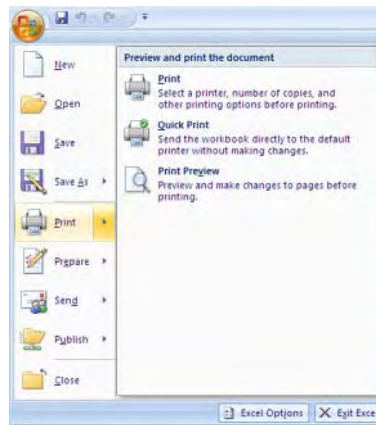 New
Open
Save
Save As
Print
Prepare
Send
Publish
Close
Preview and print the document
Print
Select a printer, number of copies, and
other printing options before printing.
Quick Print
Send the workbook directly to the default
printer without making changes.
Print Preview
Preview and make changes to pages before
printing.
Excel Options
Exit Exce